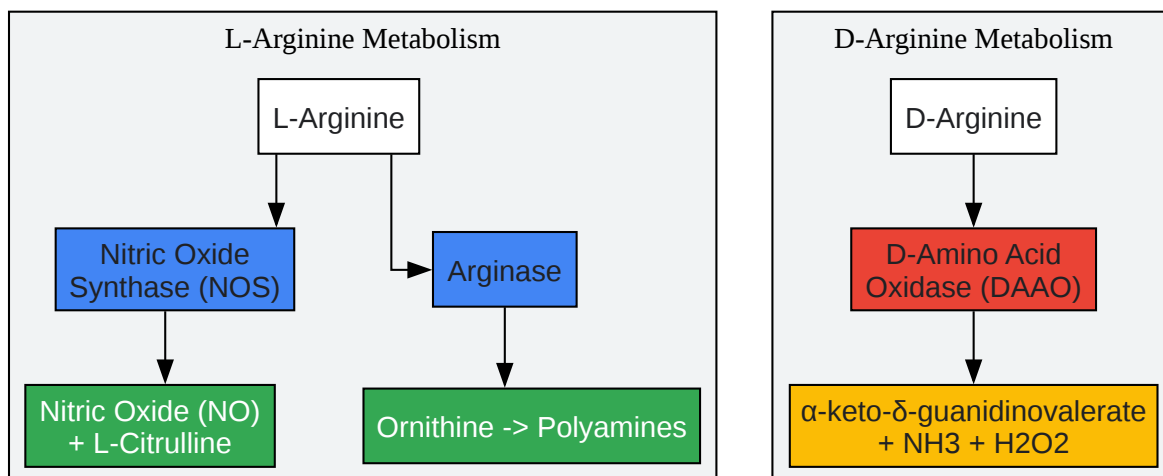 L-Arginine Metabolism
L-Arginine
Nitric Oxide
Synthase (NOS)
Arginase
Nitric Oxide (NO)
+ L-Citrulline
Ornithine -> Polyamines
D-Arginine Metabolism
D-Arginine
D-Amino Acid
Oxidase (DAAO)
α-keto-δ-guanidinovalerate
+ NH3 + H2O2